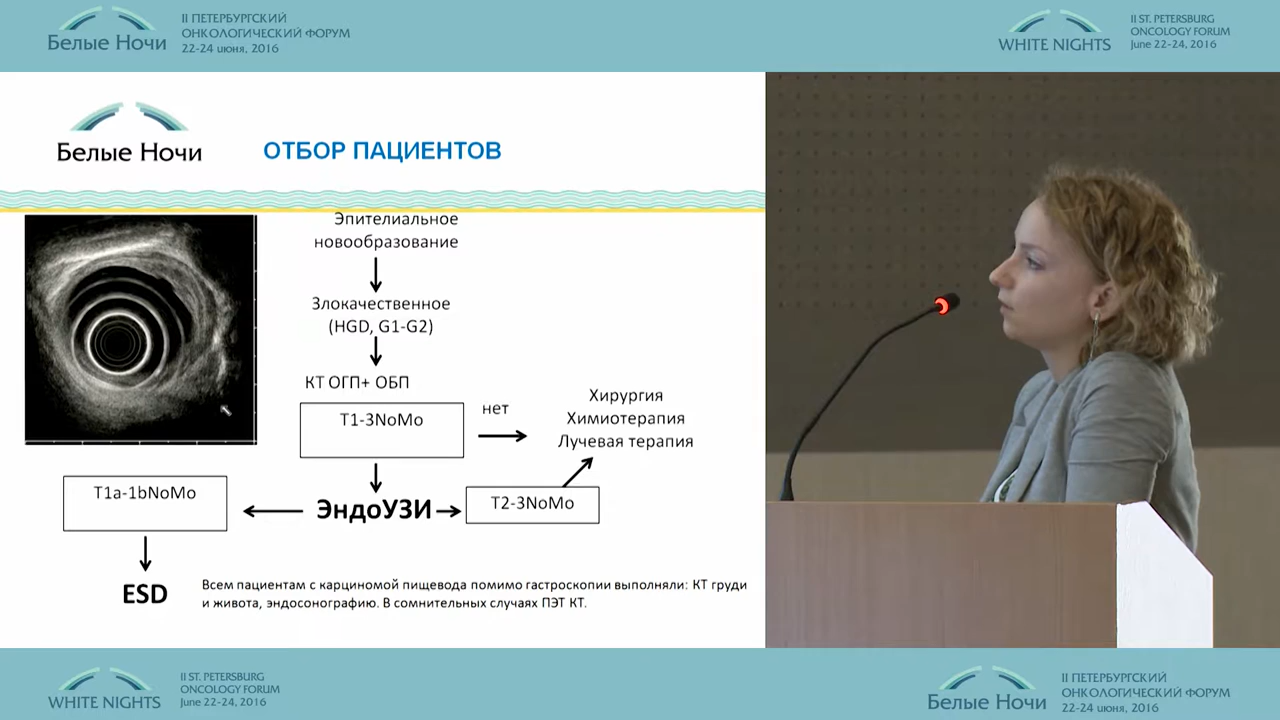 Белые Ночи
II ПЕТЕРБУРГСКИЙ
ОНКОЛОГИЧЕСКИЙ ФОРУМ
22-24 июня, 2016
WHITE NIGHTS
II ST. PETERSBURG
ONCOLOGY FORUM
June 22-24, 2016
Белые Ночи
ОТБОР ПАЦИЕНТОВ
Эпителиальное
новообразование
Злокачественное
(HGD, G1-G2)
КТ ОГП+ ОБП
T1-3NoMo
нет
Хирургия
Химиотерапия
Лучевая терапия
T1a-1bNoMo
ЭндоУЗИ
T2-3NoMo
ESD
Всем пациентам с карциномой пищевода помимо гастроскопии выполняли: КТ груди
и живота, эндосонографию. В сомнительных случаях ПЭТ КТ.
WHITE NIGHTS
II ST. PETERSBURG
ONCOLOGY FORUM
June 22-24, 2016
Белые Ночи
II ПЕТЕРБУРГСКИЙ
ОНКОЛОГИЧЕСКИЙ ФОРУМ
22-24 июня, 2016